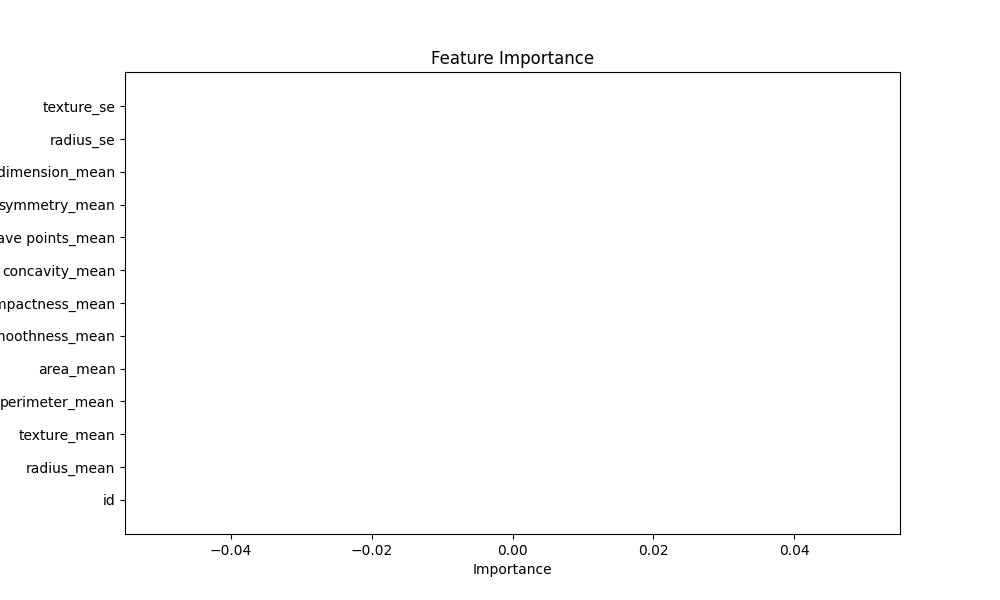 Feature Importance
texture_se
radius_se
dimension_mean
symmetry_mean
ave points_mean
concavity_mean
mpactness_mean
noothness_mean
area_mean
perimeter_mean
texture_mean
radius_mean
id
−0.04 −0.02 0.00 0.02 0.04
Importance